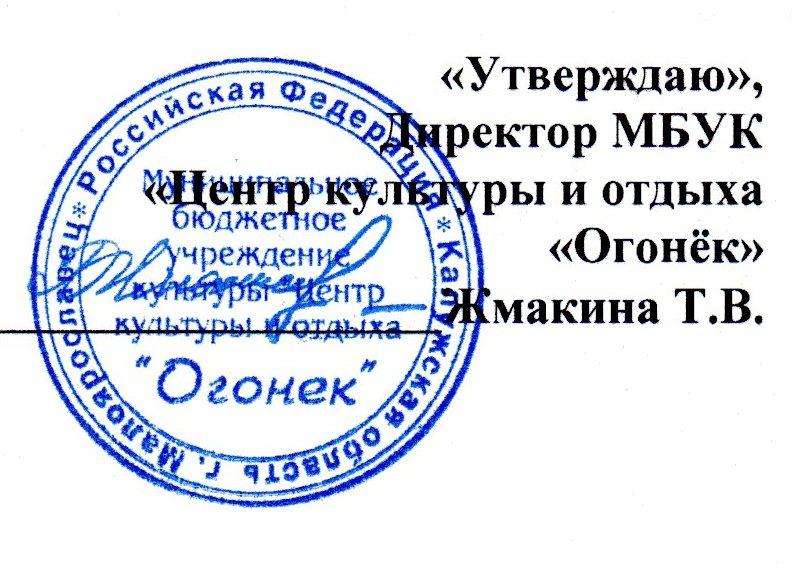 «Утверждаю»,
Директор МБУК
«Центр культуры и отдыха
«Огонёк»
Жмакина Т.В.
* Российская Федерация * Калужская область г. Малоярославец
Муниципальное
бюджетное
учреждение
культуры Центр
культуры и отдыха
"Огонек"